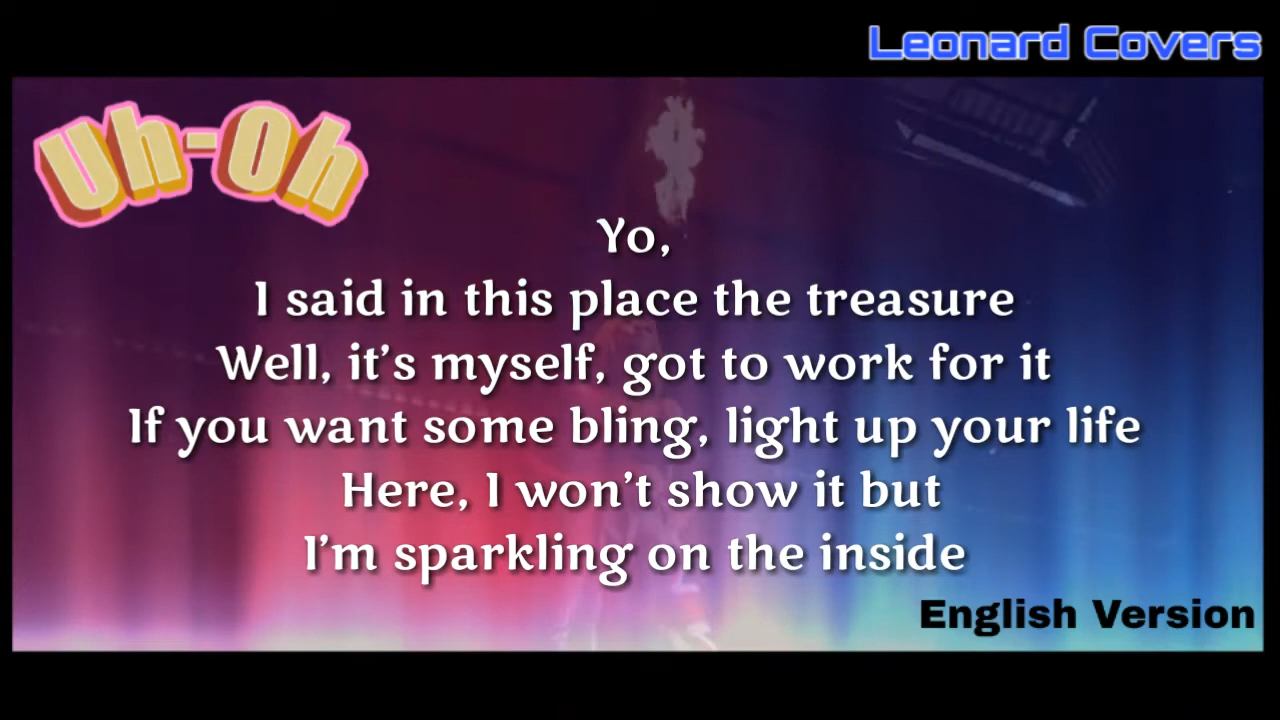 Leonard Covers
Uh-Oh
Yo,
I said in this place the treasure
Well, it's myself, got to work for it
If you want some bling, light up your life
Here, I won't show it but
I'm sparkling on the inside
English Version